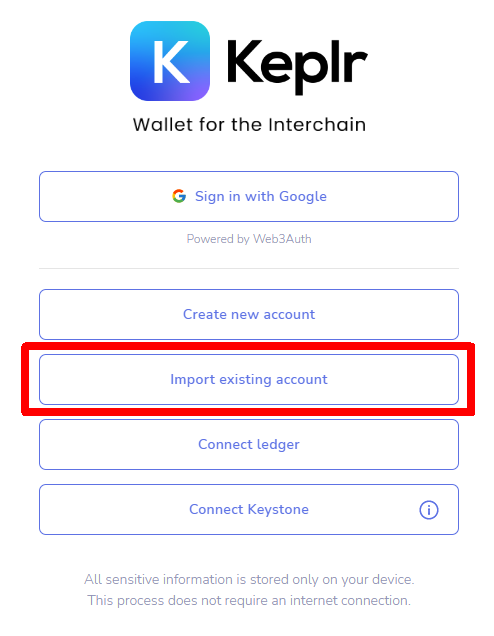 K Keplr
Wallet for the Interchain
Sign in with Google
Powered by Web3Auth
Create new account
Import existing account
Connect ledger
Connect Keystone
All sensitive information is stored only on your device.
This process does not require an internet connection.